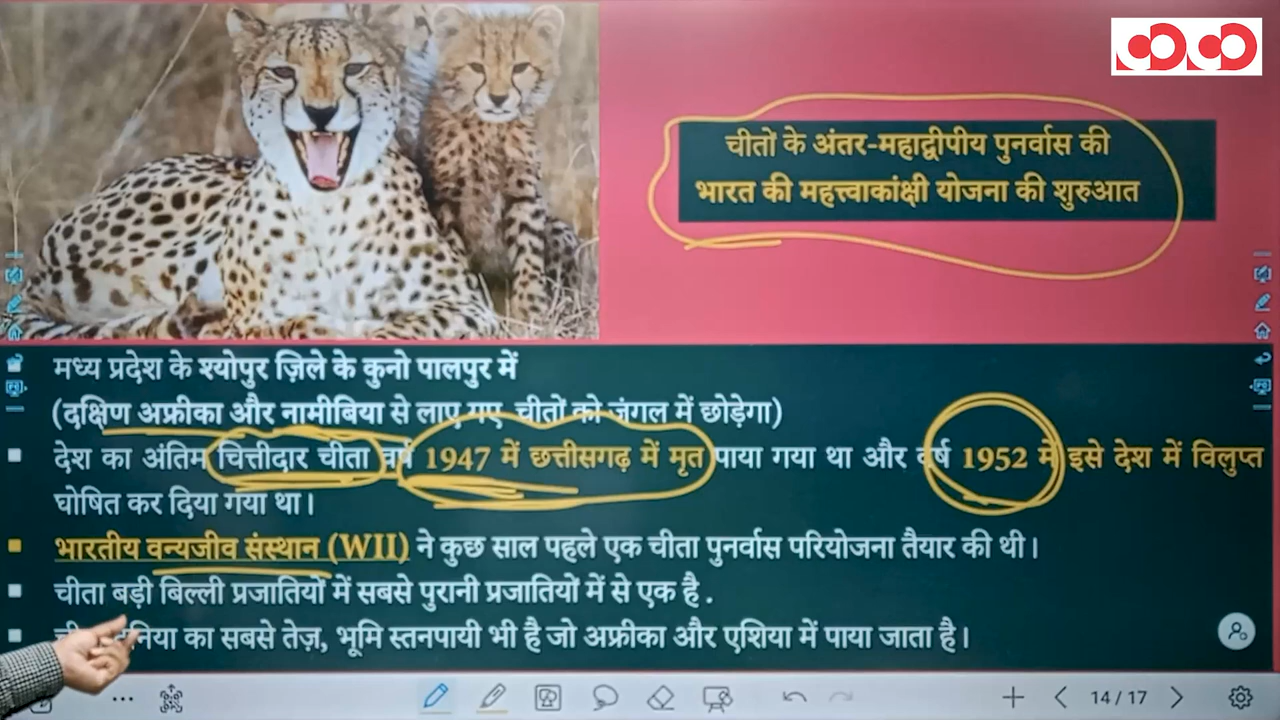 चीतों के अंतर-महाद्वीपीय पुनर्वास की
भारत की महत्त्वाकांक्षी योजना की शुरुआत
मध्य प्रदेश के श्योपुर ज़िले के कुनो पालपुर में
(दक्षिण अफ्रीका और नामीबिया से लाए गए चीतों को जंगल में छोड़ेगा)
देश का अंतिम चित्तीदार चीता वर्ष 1947 में छत्तीसगढ़ में मृत पाया गया था और वर्ष 1952 में इसे देश में विलुप्त
घोषित कर दिया गया था।
भारतीय वन्यजीव संस्थान (WII) ने कुछ साल पहले एक चीता पुनर्वास परियोजना तैयार की थी।
चीता बड़ी बिल्ली प्रजातियों में सबसे पुरानी प्रजातियों में से एक है.
का सबसे तेज़, भूमि स्तनपायी भी है जो अफ्रीका और एशिया में पाया जाता है।
14 / 17